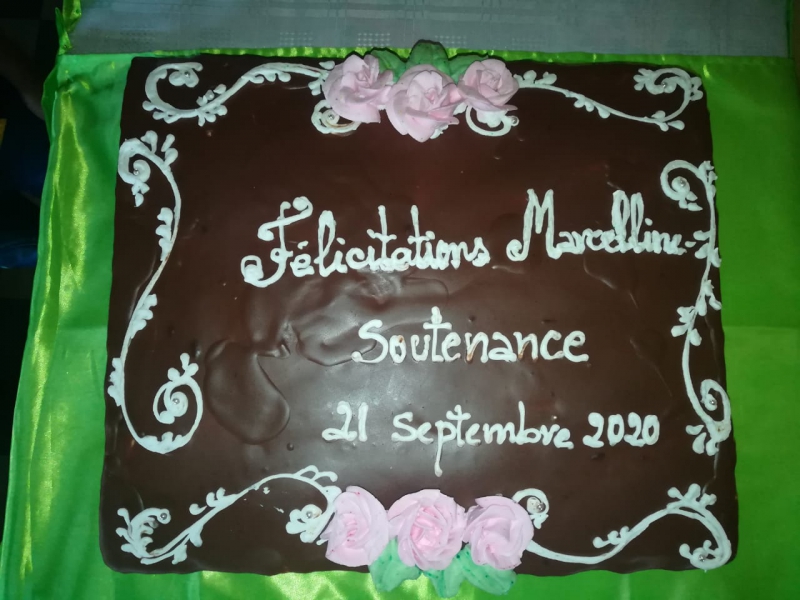 Félicitations Marcelline
Soutenance
21 Septembre 2020